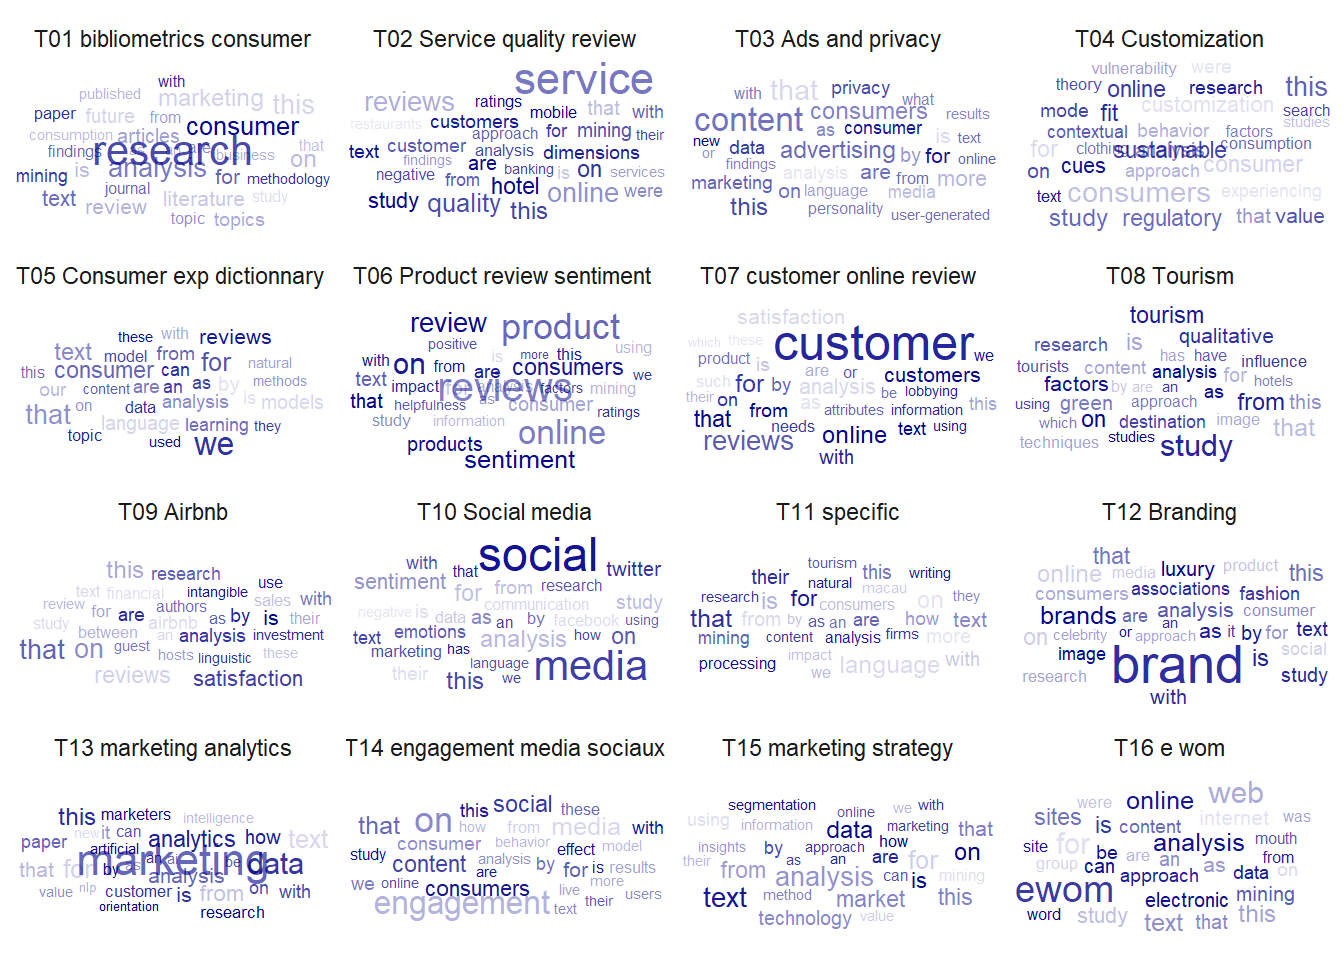 T01 bibliometrics consumer
with
published
marketing this
paper future from
consumer
consumption articles
an are that
findings research business on
is analysis
mining for methodology
journal
text literature study
review
topic topics
T02 Service quality review
service
reviews ratings
mobile that with
restaurants customers
approach for mining their
text customer analysis dimensions
findings are banking is on services
negative from hotel
study quality online were
this
T03 Ads and privacy
with that privacy
what
content consumers results
as consumer is text
new data
or advertising by for online
findings
analysis are from more
marketing on language media
this personality
user-generated
T04 Customization
vulnerability were
theory online research this
mode fit customization search
studies
contextual behavior factors
for clothing sustainable analysis consumption
on cues approach consumer
text consumers experiencing
study regulatory that value
T05 Consumer exp dictionnary
these with reviews
text model from for natural
this consumer can
our content are an as by methods
that on data analysis is models
language learning they
topic
used we
T06 Product review sentiment
review product
positive
with on is more this using
from are consumers we
text impact reviews analysis factors mining
for
that helpfulness as consumer ratings
study information
products online
sentiment
T07 customer online review
satisfaction
which these customer we
product is
are or customers
such for by analysis be lobbying
their on as
that from attributes information this
needs
reviews online text using
with
T08 Tourism
tourism
research is qualitative
has have influence
tourists content analysis for
factors by are an hotels
using green approach as from this
which on destination image that
techniques studies study
T09 Airbnb
this research
use
text financial intangible
review sales with
for are authors as by is their
study airbnb
between an analysis investment
that on guest
hosts linguistic these
reviews satisfaction
T10 Social media
social
with that twitter
sentiment for from research
communication study
negative is data as an by facebook using
text emotions analysis how on
marketing has
their language media
this we
T11 specific
tourism
their natural this writing
macau
research is for consumers on they
that from by as an are how text
mining content analysis firms more
processing impact language with
we
T12 Branding
that
online media luxury product this
consumers associations fashion
brands are analysis consumer
an
on celebrity or approach as it by for text
image brand is social
research study
with
T13 marketing analytics
this marketers intelligence
new it can
paper analytics how text
artificial
that for marketing an air be data
by as analysis
value nlp customer is from on with
orientation research
T14 engagement media sociaux
this social these
that on how from media with
consumer behavior effect model
study content analysis by for is results
are
we online consumers more
engagement live users
text their
T15 marketing strategy
segmentation online we with
using information data marketing that
insights by approach how
their as an are for on
from analysis can is mining
text method market this
technology value
T16 e wom
were online web
sites is content internet was
site for be analysis mouth
group can are an from
approach as data on
ewom electronic mining
word study text that this